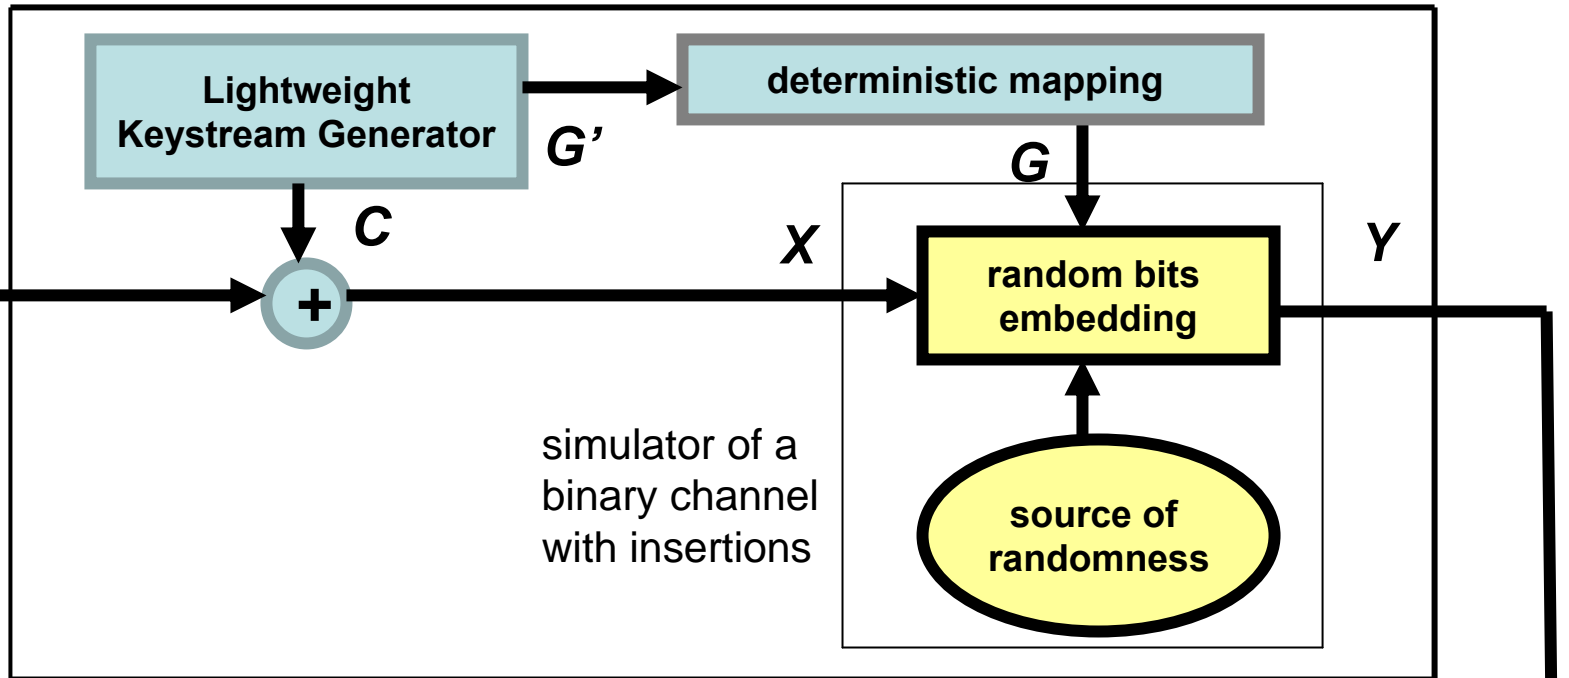 Lightweight
Keystream Generator
deterministic mapping
G’
G
C
X
Y
+
random bits
embedding
simulator of a
binary channel
with insertions
source of
randomness